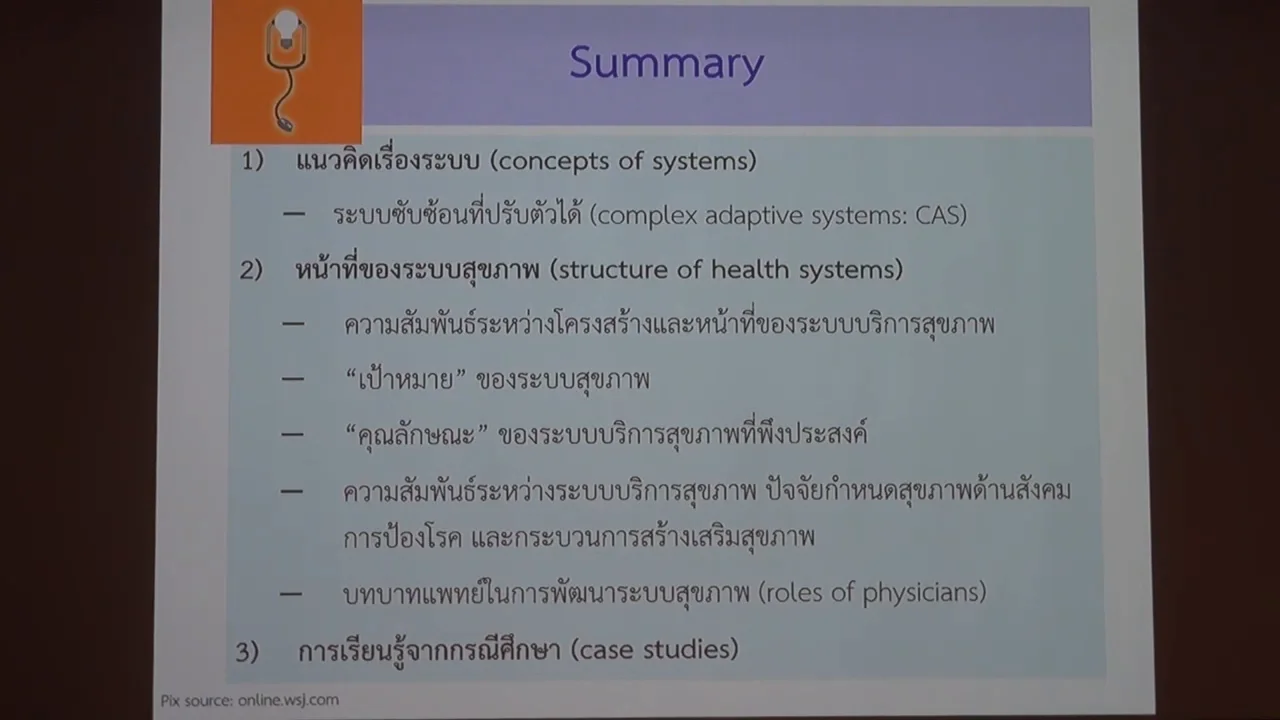 Summary
1) แนวคิดเรื่องระบบ (concepts of systems)
— ระบบซับซ้อนที่ปรับตัวได้ (complex adaptive systems: CAS)
2) หน้าที่ของระบบสุขภาพ (structure of health systems)
— ความสัมพันธ์ระหว่างโครงสร้างและหน้าที่ของระบบบริการสุขภาพ
— “เป้าหมาย” ของระบบสุขภาพ
— “คุณลักษณะ” ของระบบบริการสุขภาพที่พึงประสงค์
— ความสัมพันธ์ระหว่างระบบบริการสุขภาพ ปัจจัยกำหนดสุขภาพด้านสังคม
การป้องโรค และกระบวนการสร้างเสริมสุขภาพ
— บทบาทแพทย์ในการพัฒนาระบบสุขภาพ (roles of physicians)
3) การเรียนรู้จากกรณีศึกษา (case studies)
Pix source: online.wsj.com